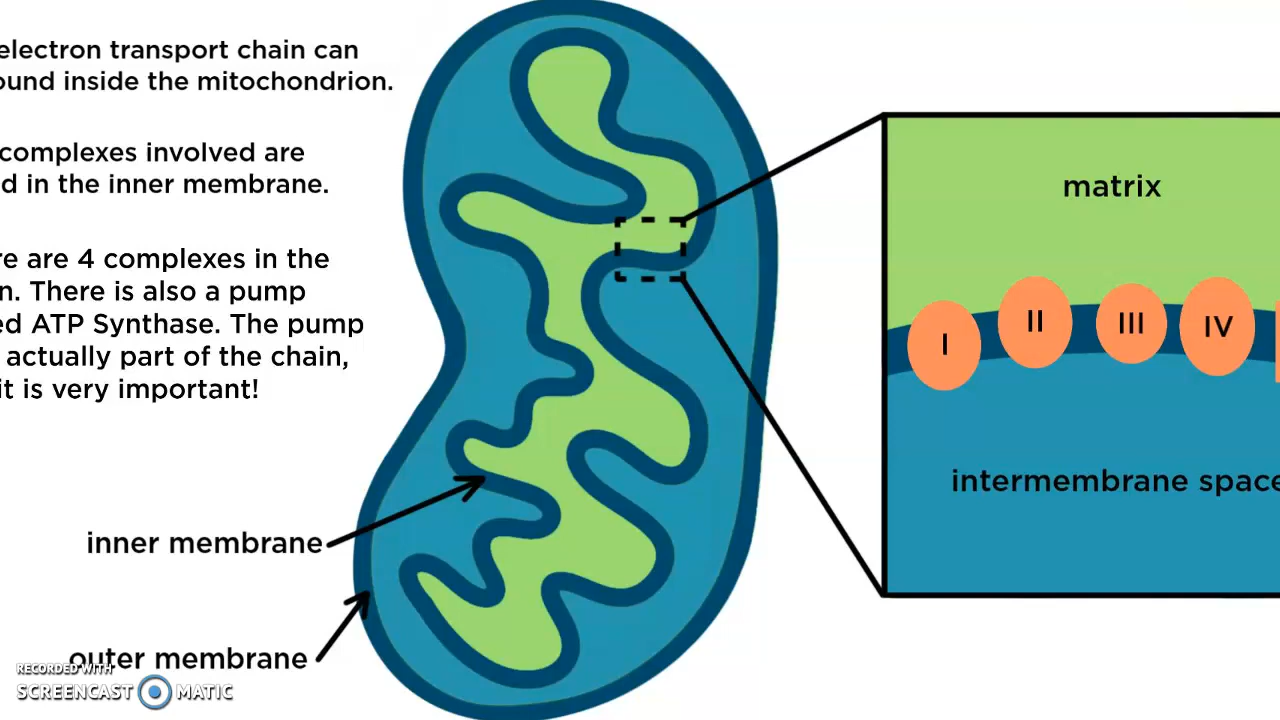 electron transport chain can
ound inside the mitochondrion.
complexes involved are
d in the inner membrane.
re are 4 complexes in the
n. There is also a pump
ed ATP Synthase. The pump
actually part of the chain,
it is very important!
inner membrane
outer membrane
matrix
I II III IV
intermembrane space
RECORDED WITH
SCREENCAST MATIC